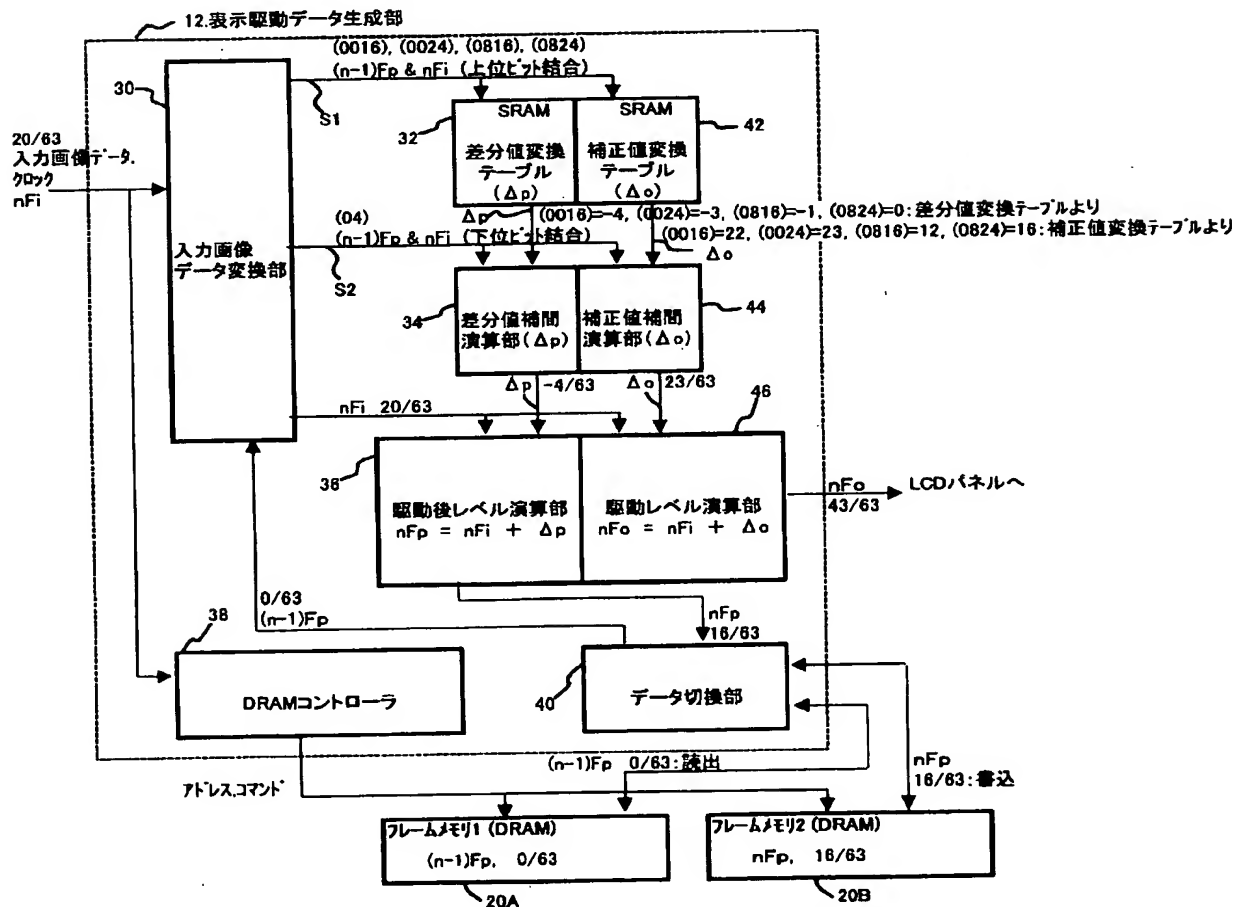 12.表示駆動データ生成部
(0016), (0024), (0816), (0824)
(n-1)Fp & nFi (上位ビット結合)
30
S1
20/63
入力画像データ,
クロック
nFi
32
SRAM
差分値変換
テーブル
(Δp)
SRAM
補正値変換
テーブル
(Δo)
42
Δp
(0016)=-4, (0024)=-3, (0816)=-1, (0824)=0:差分値変換テーブルより
(0016)=22, (0024)=23, (0816)=12, (0824)=16:補正値変換テーブルより
Δo
(04)
(n-1)Fp & nFi (下位ビット結合)
入力画像
データ変換部
S2
34
差分値補間
演算部(Δp)
補正値補間
演算部(Δo)
44
Δp -4/63
Δo 23/63
nFi 20/63
46
36
駆動後レベル演算部
nFp = nFi + Δp
駆動レベル演算部
nFo = nFi + Δo
nFo
43/63
LCDパネルへ
0/63
(n-1)Fp
nFp
16/63
38
DRAMコントローラ
40
データ切換部
(n-1)Fp 0/63:読出
nFp
16/63:書込
アドレス,コマンド
フレームメモリ1 (DRAM)
(n-1)Fp, 0/63
フレームメモリ2 (DRAM)
nFp, 16/63
20A
20B